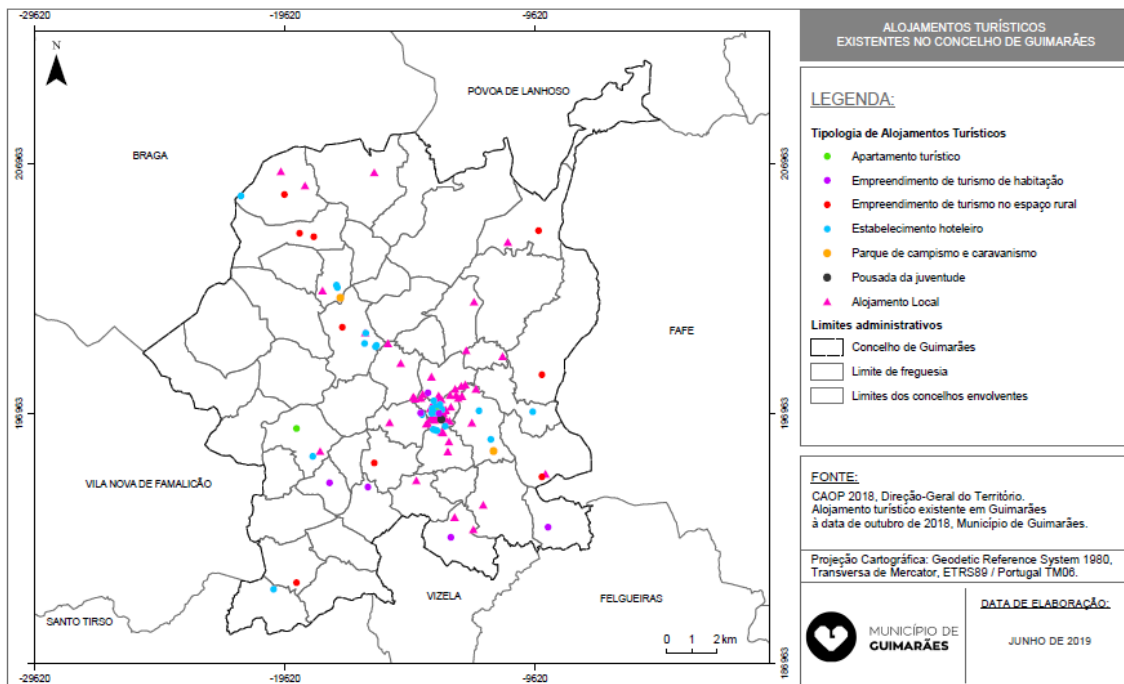 -29620
-19620
-9620
N
PÓVOA DE LANHOSO
BRAGA
206963
206963
FAFE
196963
196963
VILA NOVA DE FAMALICÃO
VIZELA
FELGUEIRAS
SANTO TIRSO
0 1 2 km
186963
-29620
-19620
-9620
ALOJAMENTOS TURÍSTICOS
EXISTENTES NO CONCELHO DE GUIMARÃES
LEGENDA:
Tipologia de Alojamentos Turísticos
Apartamento turístico
Empreendimento de turismo de habitação
Empreendimento de turismo no espaço rural
Estabelecimento hoteleiro
Parque de campismo e caravanismo
Pousada da juventude
Alojamento Local
Limites administrativos
Concelho de Guimarães
Limite de freguesia
Limites dos concelhos envolventes
FONTE:
CAOP 2018, Direção-Geral do Território.
Alojamento turístico existente em Guimarães
à data de outubro de 2018, Município de Guimarães.
Projeção Cartográfica: Geodetic Reference System 1980,
Transversa de Mercator, ETRS89 / Portugal TM06.
MUNICÍPIO DE
GUIMARÃES
DATA DE ELABORAÇÃO:
JUNHO DE 2019